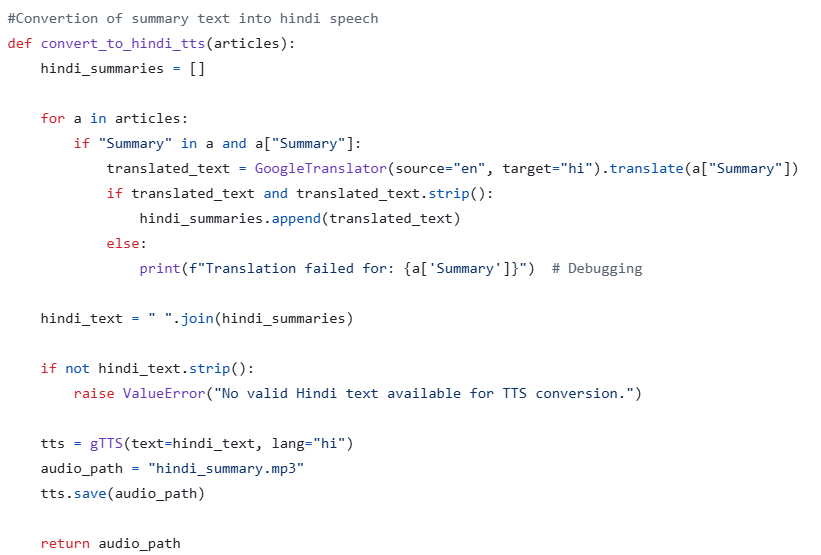 #Convertion of summary text into hindi speech
def convert_to_hindi_tts(articles):
    hindi_summaries = []

    for a in articles:
        if "Summary" in a and a["Summary"]:
            translated_text = GoogleTranslator(source="en", target="hi").translate(a["Summary"])
            if translated_text and translated_text.strip():
                hindi_summaries.append(translated_text)
            else:
                print(f"Translation failed for: {a['Summary']}")  # Debugging

    hindi_text = " ".join(hindi_summaries)

    if not hindi_text.strip():
        raise ValueError("No valid Hindi text available for TTS conversion.")

    tts = gTTS(text=hindi_text, lang="hi")
    audio_path = "hindi_summary.mp3"
    tts.save(audio_path)

    return audio_path